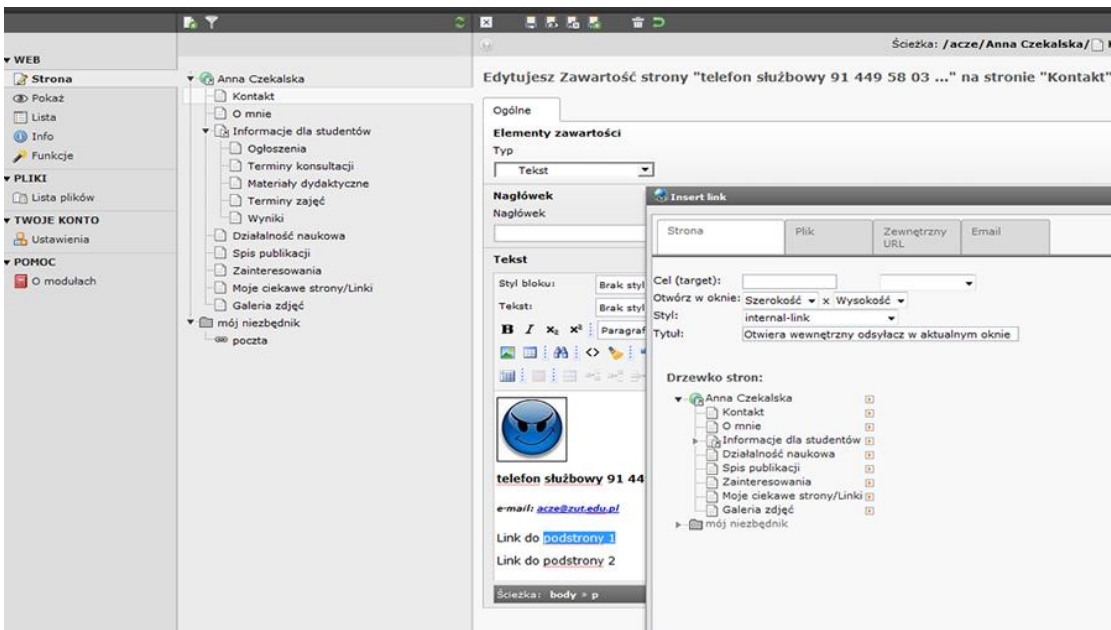 Ścieżka: /acze/Anna Czekalska/
WEB
Strona
Pokaż
Lista
Info
Funkcje
PLIKI
Lista plików
TWOJE KONTO
Ustawienia
POMOC
O modułach
Anna Czekalska
Kontakt
O mnie
Informacje dla studentów
Ogłoszenia
Terminy konsultacji
Materiały dydaktyczne
Terminy zajęć
Wyniki
Działalność naukowa
Spis publikacji
Zainteresowania
Moje ciekawe strony/Linki
Galeria zdjęć
mój niezbędnik
poczta
Edytujesz Zawartość strony "telefon służbowy 91 449 58 03 ..." na stronie "Kontakt"
Ogólne
Elementy zawartości
Typ
Tekst
Nagłówek
Nagłówek
Tekst
Styl bloku: Brak styl
Tekst: Brak styl
B I x₂ x² Paragraf
telefon służbowy 91 44
e-mail: acze@zut.edu.pl
Link do podstrony 1
Link do podstrony 2
Ścieżka: body » p
Insert link
Strona Plik Zewnętrzny URL Email
Cel (target):
Otwórz w oknie: Szerokość x Wysokość
Styl: internal-link
Tytuł: Otwiera wewnętrzny odsyłacz w aktualnym oknie
Drzewko stron:
Anna Czekalska
Kontakt
O mnie
Informacje dla studentów
Działalność naukowa
Spis publikacji
Zainteresowania
Moje ciekawe strony/Linki
Galeria zdjęć
mój niezbędnik